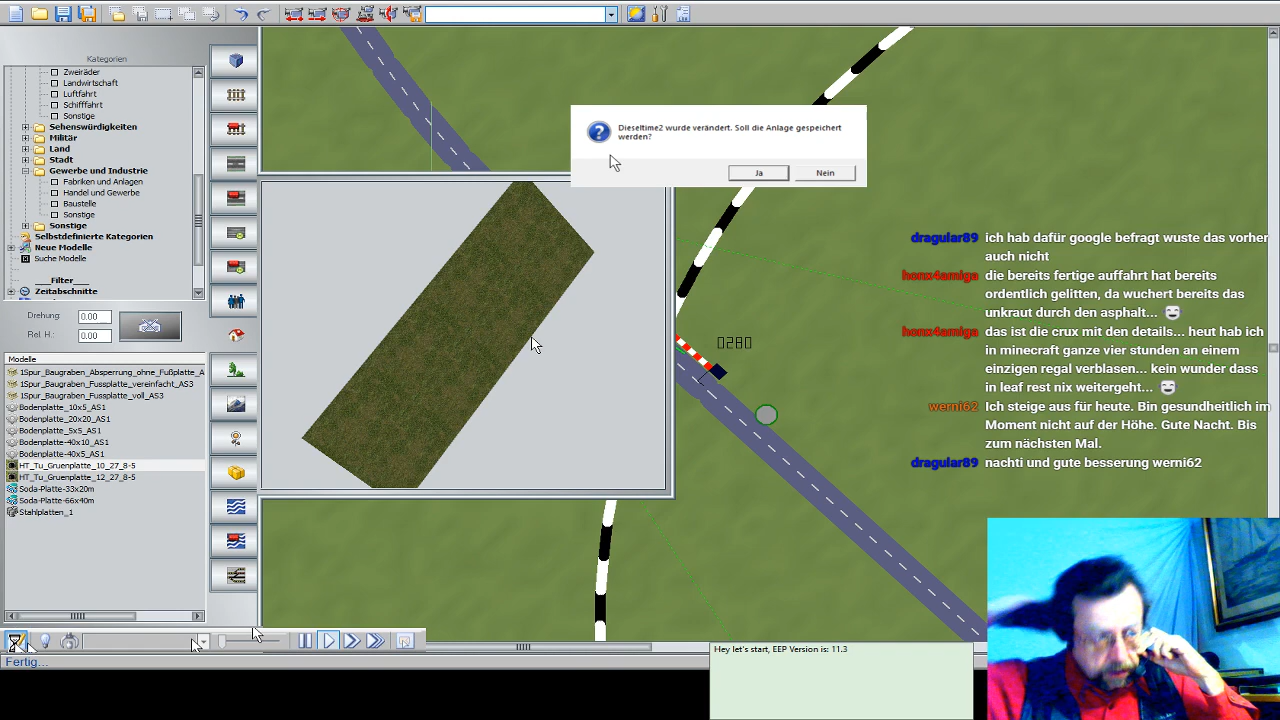 Kategorien
Zweiräder
Landwirtschaft
Luftfahrt
Schifffahrt
Sonstige
Sehenswürdigkeiten
Militär
Land
Stadt
Gewerbe und Industrie
Fabriken und Anlagen
Handel und Gewerbe
Baustelle
Sonstige
Sonstige
Selbstdefinierte Kategorien
Neue Modelle
Suche Modelle
___Filter___
Zeitabschnitte
Drehung:
0.00
Rel. H.:
0.00
Modelle
1Spur_Baugraben_Absperrung_ohne_Fußplatte_A
1Spur_Baugraben_Fussplatte_vereinfacht_AS3
1Spur_Baugraben_Fussplatte_voll_AS3
Bodenplatte_10x5_AS1
Bodenplatte_20x20_AS1
Bodenplatte_5x5_AS1
Bodenplatte-40x10_AS1
Bodenplatte-40x5_AS1
HT_Tu_Gruenplatte_10_27_8-5
HT_Tu_Gruenplatte_12_27_8-5
Soda-Platte-33x20m
Soda-Platte-66x40m
Stahlplatten_1
Fertig...
Dieseltime2 wurde verändert. Soll die Anlage gespeichert
werden?
Ja
Nein
0280
dragular89 ich hab dafür google befragt wuste das vorher
auch nicht
honx4amiga die bereits fertige auffahrt hat bereits
ordentlich gelitten, da wuchert bereits das
unkraut durch den asphalt...
honx4amiga das ist die crux mit den details... heut hab ich
in minecraft ganze vier stunden an einem
einzigen regal verblasen... kein wunder dass
in leaf rest nix weitergeht...
werni62 Ich steige aus für heute. Bin gesundheitlich im
Moment nicht auf der Höhe. Gute Nacht. Bis
zum nächsten Mal.
dragular89 nachti und gute besserung werni62
Hey let's start, EEP Version is: 11.3